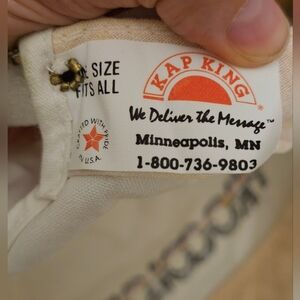 SIZE
FITS ALL
KAP KING
We Deliver the Message™
Minneapolis, MN
1-800-736-9803
CRAFTED WITH PRIDE
IN U.S.A.